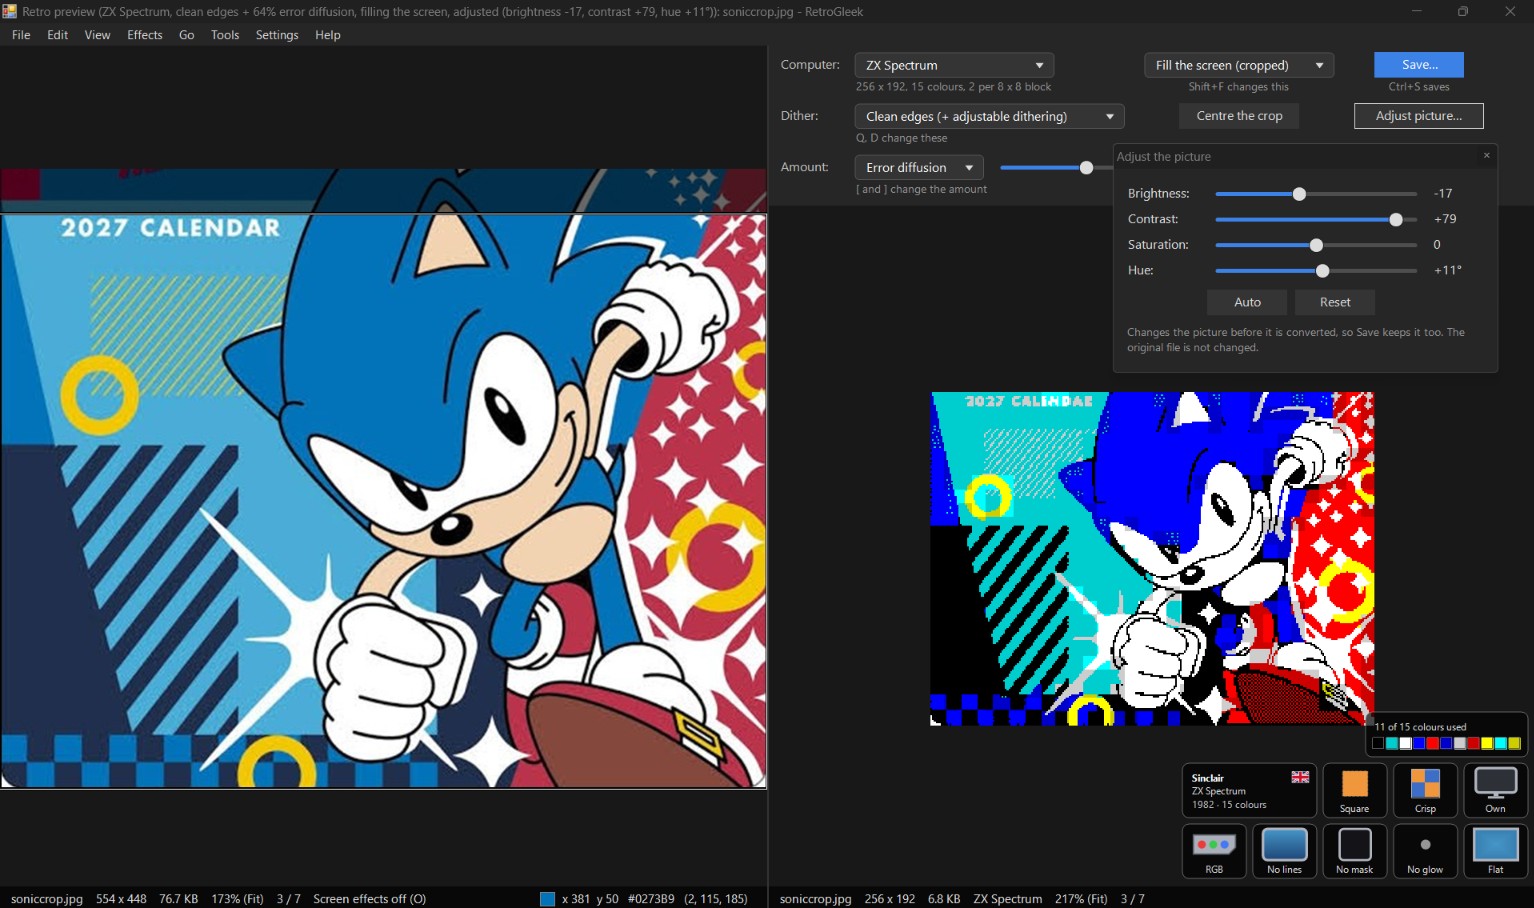 Retro preview (ZX Spectrum, clean edges + 64% error diffusion, filling the screen, adjusted (brightness -17, contrast +79, hue +11°)): soniccrop.jpg - RetroGleek
File Edit View Effects Go Tools Settings Help
Computer: ZX Spectrum Fill the screen (cropped) Save...
256 x 192, 15 colours, 2 per 8 x 8 block Shift+F changes this Ctrl+S saves
Dither: Clean edges (+ adjustable dithering) Centre the crop Adjust picture...
Q, D change these
Amount: Error diffusion
[ and ] change the amount
Adjust the picture
Brightness: -17
Contrast: +79
Saturation: 0
Hue: +11°
Auto Reset
Changes the picture before it is converted, so Save keeps it too. The
original file is not changed.
2027 CALENDAR
2027 CALENDAR
11 of 15 colours used
Sinclair
ZX Spectrum
1982 · 15 colours
Square Crisp Own
RGB No lines No mask No glow Flat
soniccrop.jpg 554 x 448 76.7 KB 173% (Fit) 3 / 7 Screen effects off (O) x 381 y 50 #0273B9 (2, 115, 185)
soniccrop.jpg 256 x 192 6.8 KB ZX Spectrum 217% (Fit) 3 / 7